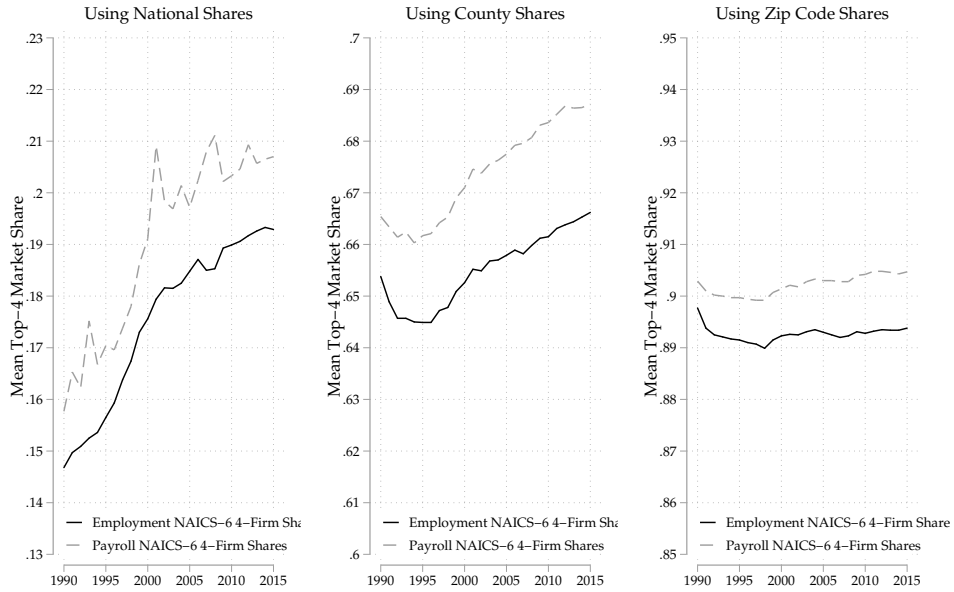 Using National Shares
Mean Top−4 Market Share
.23
.22
.21
.2
.19
.18
.17
.16
.15
.14
.13
Employment NAICS−6 4−Firm Sha
Payroll NAICS−6 4−Firm Shares
1990 1995 2000 2005 2010 2015
Using County Shares
Mean Top−4 Market Share
.7
.69
.68
.67
.66
.65
.64
.63
.62
.61
.6
Employment NAICS−6 4−Firm Sha
Payroll NAICS−6 4−Firm Shares
1990 1995 2000 2005 2010 2015
Using Zip Code Shares
Mean Top−4 Market Share
.95
.94
.93
.92
.91
.9
.89
.88
.87
.86
.85
Employment NAICS−6 4−Firm Share
Payroll NAICS−6 4−Firm Shares
1990 1995 2000 2005 2010 2015